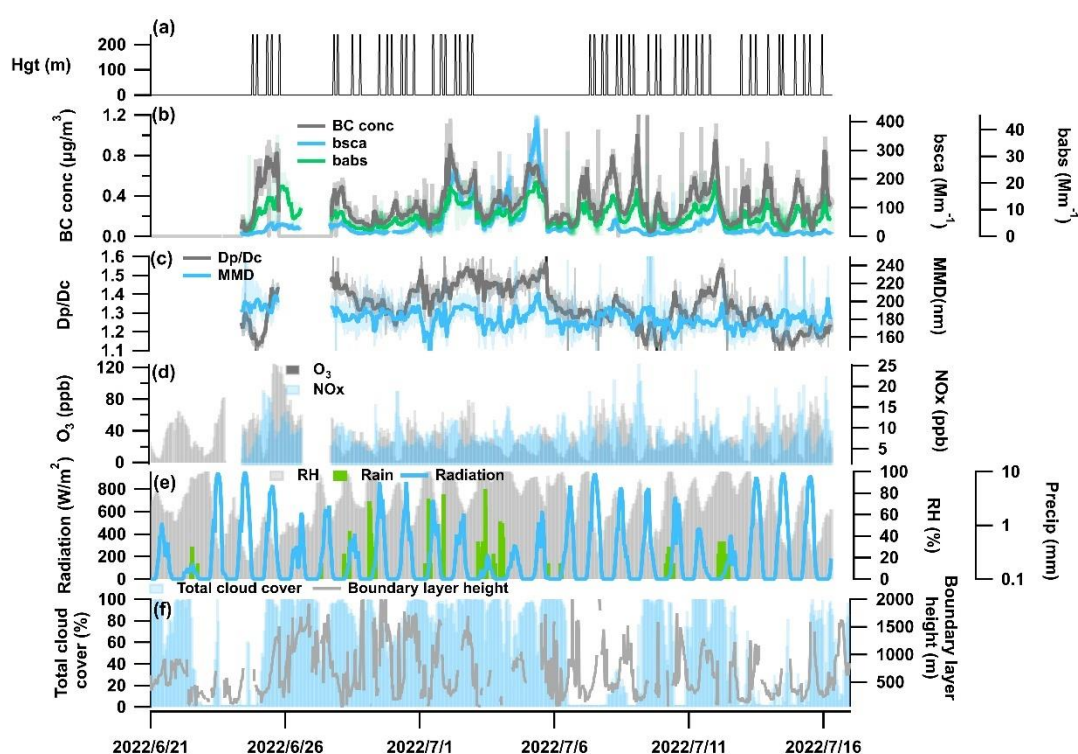 (a)
Hgt (m)
200
100
0
(b)
BC conc (µg/m³)
1.2
0.8
0.4
0.0
BC conc
bsca
babs
400
300
200
100
0
bsca (Mm⁻¹)
40
30
20
10
0
babs (Mm⁻¹)
(c)
Dp/Dc
1.6
1.5
1.4
1.3
1.2
1.1
Dp/Dc
MMD
240
220
200
180
160
MMD(nm)
(d)
O₃ (ppb)
120
80
40
0
O₃
NOx
25
20
15
10
5
NOx (ppb)
(e)
Radiation (W/m²)
800
600
400
200
0
RH
Rain
Radiation
100
80
60
40
20
0
RH (%)
10
1
0.1
Precip (mm)
(f)
Total cloud
cover (%)
100
80
60
40
20
0
Total cloud cover
Boundary layer height
2000
1500
1000
500
Boundary layer
height (m)
2022/6/21
2022/6/26
2022/7/1
2022/7/6
2022/7/11
2022/7/16